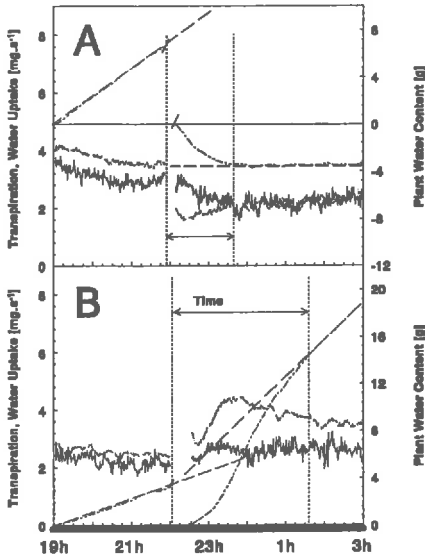 A
Transpiration, Water Uptake [mg.s⁻¹]
8
6
4
2
0
Plant Water Content [g]
8
4
0
-4
-8
-12
B
Time
Transpiration, Water Uptake [mg.s⁻¹]
8
6
4
2
0
Plant Water Content [g]
20
16
12
8
4
0
19h 21h 23h 1h 3h